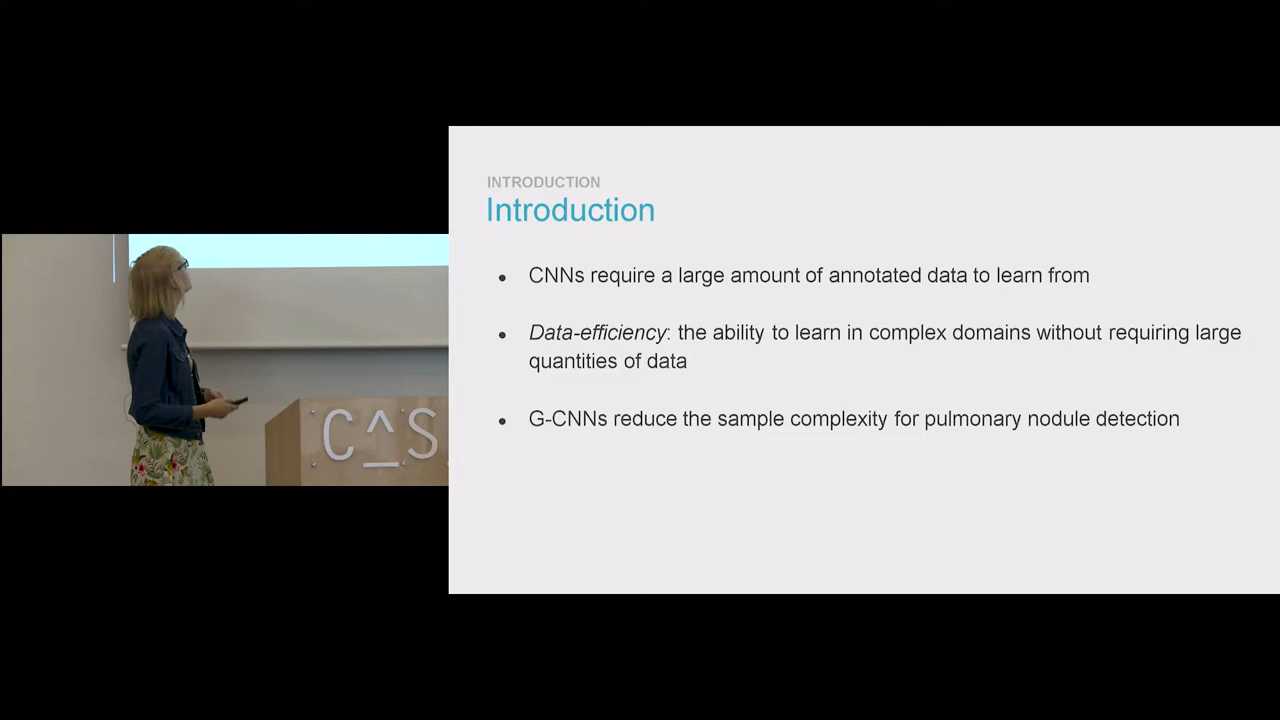 INTRODUCTION
Introduction
• CNNs require a large amount of annotated data to learn from
• Data-efficiency: the ability to learn in complex domains without requiring large
quantities of data
• G-CNNs reduce the sample complexity for pulmonary nodule detection
C^S